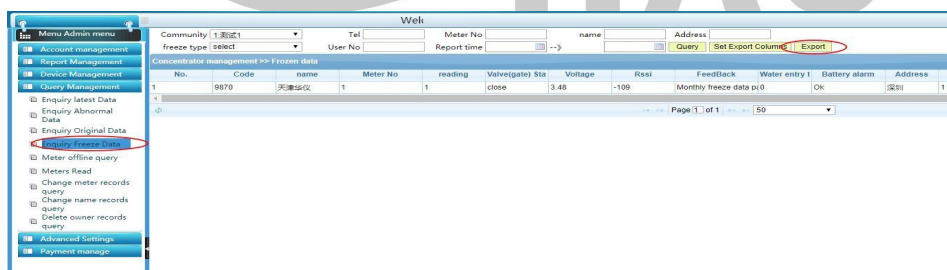 Welc
Menu Admin menu
Account management
Report Management
Device Management
Query Management
Enquiry latest Data
Enquiry Abnormal
Data
Enquiry Original Data
Enquiry Freeze Data
Meter offline query
Meters Read
Change meter records
query
Change name records
query
Delete owner records
query
Advanced Settings
Payment manage
Community 1:测试1 Tel Meter No name Address
freeze type select User No Report time --》 Query Set Export Columns Export
Concentrator management >> Frozen data
No. Code name Meter No reading Valve(gate) Sta Voltage Rssi FeedBack Water entry t Battery alarm Address
1 9870 天津华仪 1 1 close 3.48 -109 Monthly freeze data pa 0 Ok 深圳 1
Page 1 of 1 50